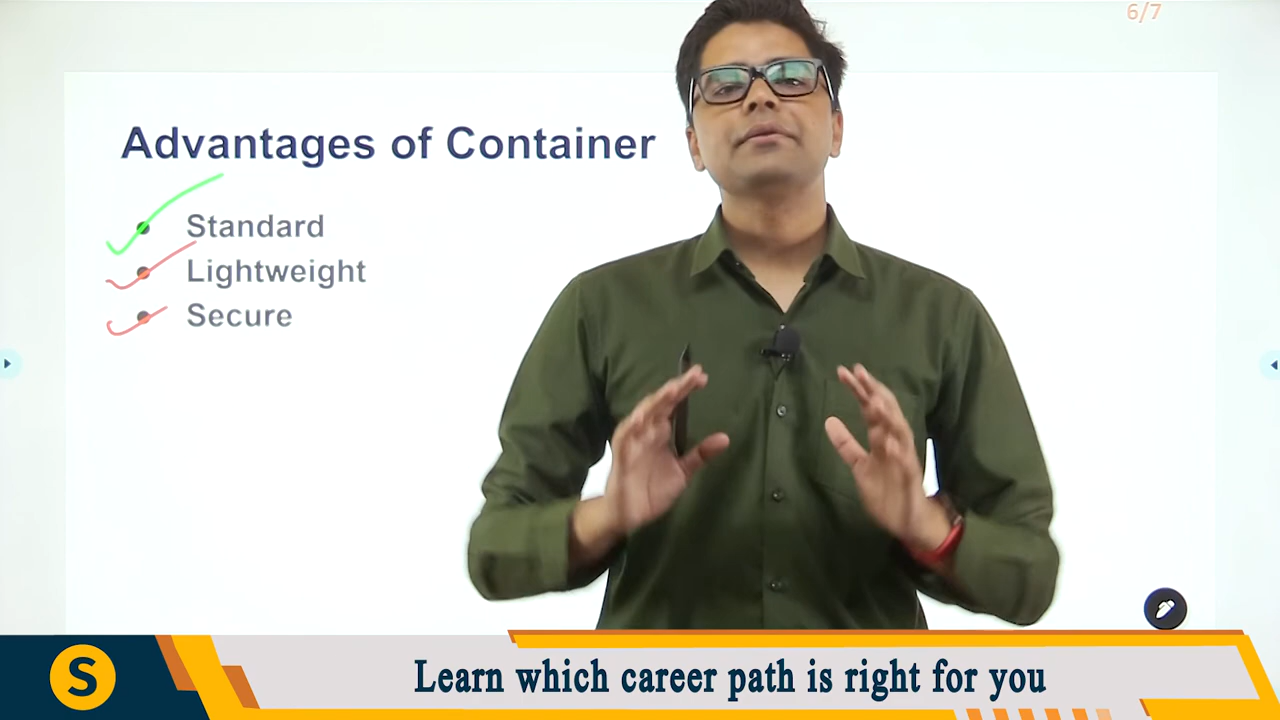 6/7
Advantages of Container
Standard
Lightweight
Secure
S
Learn which career path is right for you